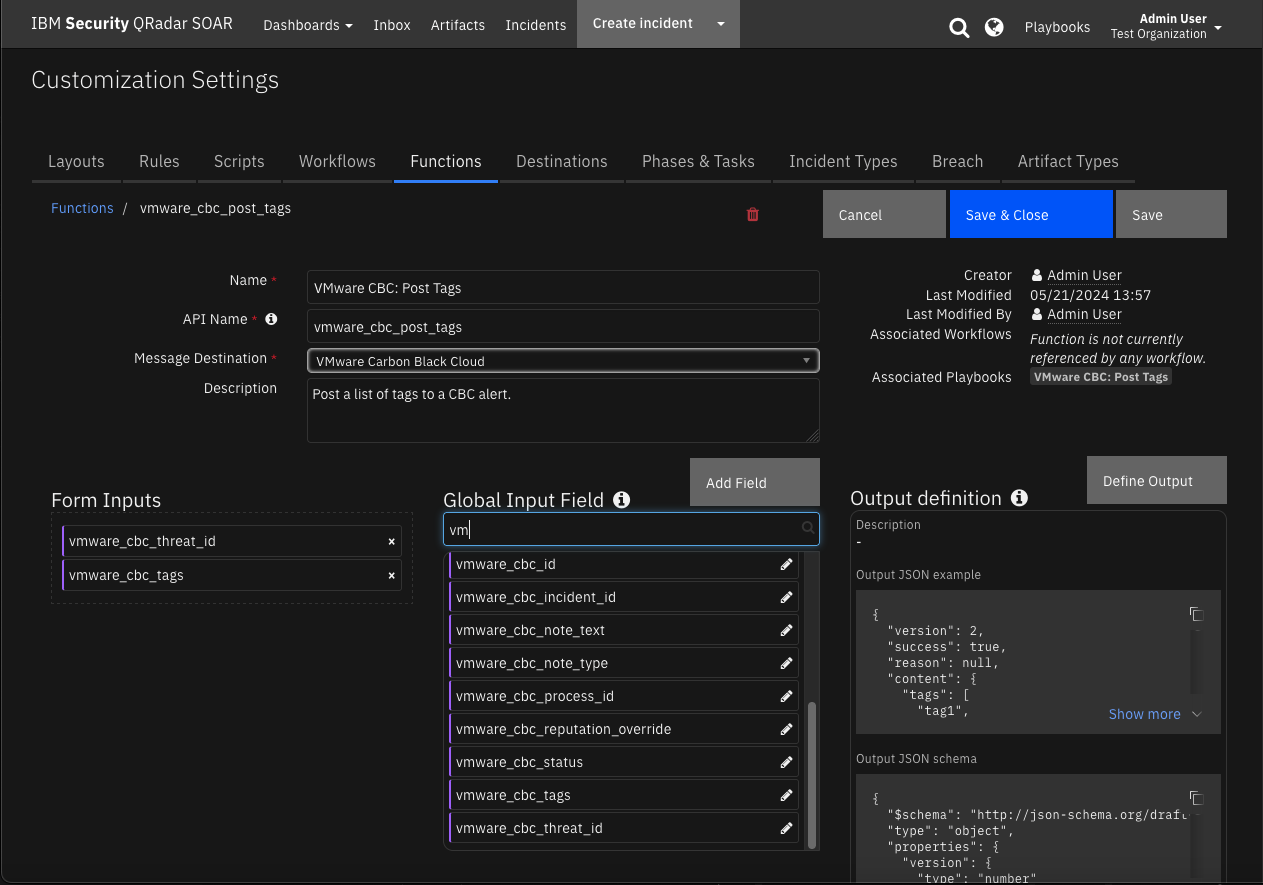 IBM Security QRadar SOAR
Dashboards
Inbox
Artifacts
Incidents
Create incident
Playbooks
Admin User
Test Organization
Customization Settings
Layouts
Rules
Scripts
Workflows
Functions
Destinations
Phases & Tasks
Incident Types
Breach
Artifact Types
Functions / vmware_cbc_post_tags
Cancel
Save & Close
Save
Name *
VMware CBC: Post Tags
API Name *
vmware_cbc_post_tags
Message Destination *
VMware Carbon Black Cloud
Description
Post a list of tags to a CBC alert.
Creator
Admin User
Last Modified
05/21/2024 13:57
Last Modified By
Admin User
Associated Workflows
Function is not currently
referenced by any workflow.
Associated Playbooks
VMware CBC: Post Tags
Form Inputs
vmware_cbc_threat_id ×
vmware_cbc_tags ×
Global Input Field
Add Field
vm
vmware_cbc_id
vmware_cbc_incident_id
vmware_cbc_note_text
vmware_cbc_note_type
vmware_cbc_process_id
vmware_cbc_reputation_override
vmware_cbc_status
vmware_cbc_tags
vmware_cbc_threat_id
Output definition
Define Output
Description
-
Output JSON example
{
"version": 2,
"success": true,
"reason": null,
"content": {
"tags": [
"tag1",
Show more
Output JSON schema
{
"$schema": "http://json-schema.org/draft-
"type": "object",
"properties": {
"version": {
"type": "number"